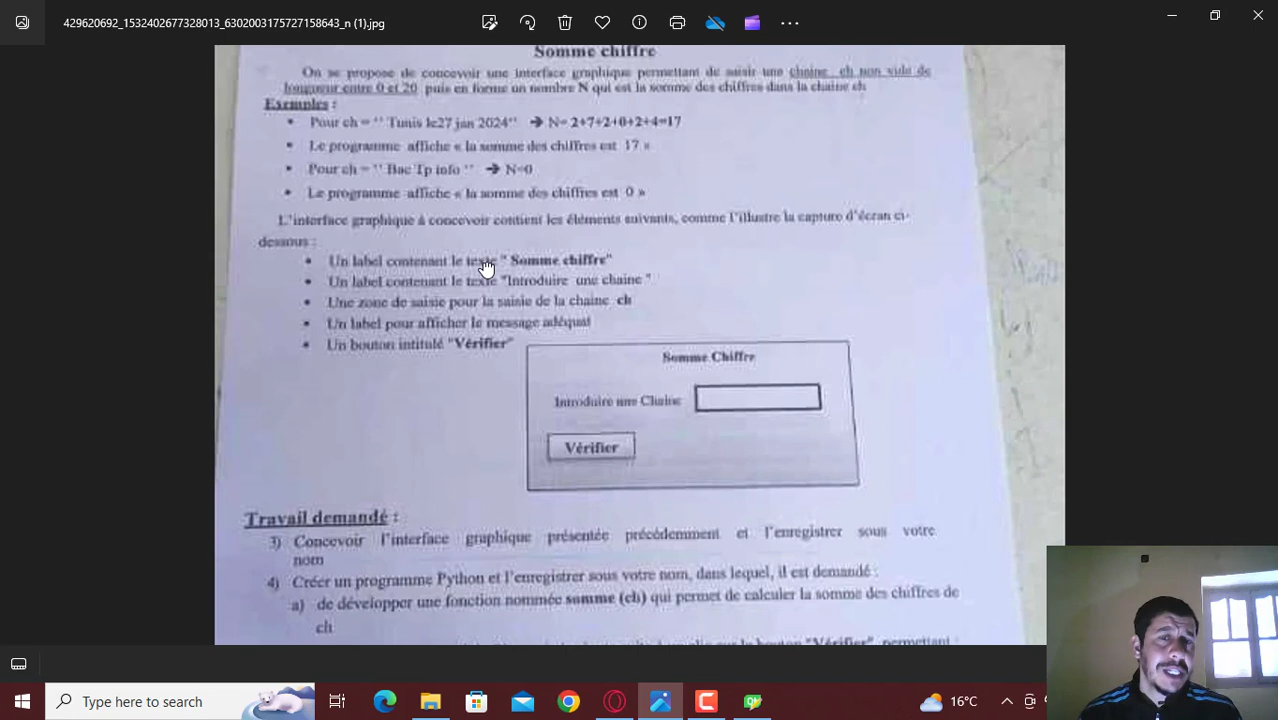 429620692_1532402677328013_6302003175727158643_n (1).jpg
Somme chiffre
On se propose de concevoir une interface graphique permettant de saisir une chaine ch non vide de
longueur entre 0 et 20 puis en forme un nombre N qui est la somme des chiffres dans la chaine ch
Exemples :
• Pour ch = '' Tunis le27 jan 2024'' ➔ N= 2+7+2+0+2+4=17
• Le programme affiche « la somme des chiffres est 17 »
• Pour ch = '' Bac Tp info '' ➔ N=0
• Le programme affiche « la somme des chiffres est 0 »
L'interface graphique à concevoir contient les éléments suivants, comme l'illustre la capture d'écran ci-
dessous :
• Un label contenant le texte " Somme chiffre"
• Un label contenant le texte "Introduire une chaine "
• Une zone de saisie pour la saisie de la chaine ch
• Un label pour afficher le message adéquat
• Un bouton intitulé "Vérifier"
Somme Chiffre
Introduire une Chaine
Vérifier
Travail demandé :
3) Concevoir l'interface graphique présentée précédemment et l'enregistrer sous votre
nom
4) Créer un programme Python et l'enregistrer sous votre nom, dans lequel, il est demandé :
a) de développer une fonction nommée somme (ch) qui permet de calculer la somme des chiffres de
ch
"Vérifier" permettant :
Type here to search
16°C